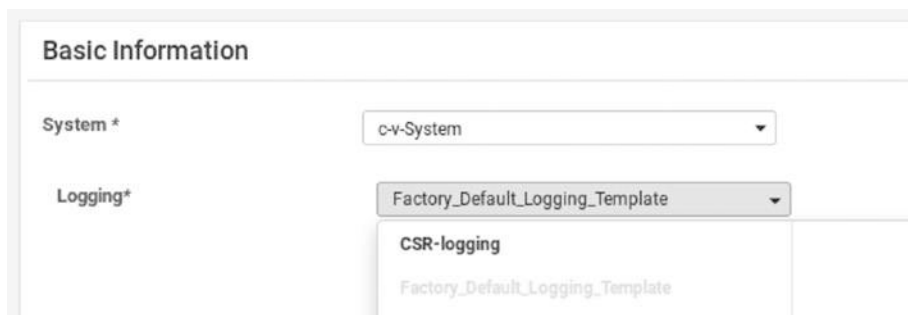 Basic Information
System * c-v-System
Logging* Factory_Default_Logging_Template
CSR-logging
Factory_Default_Logging_Template